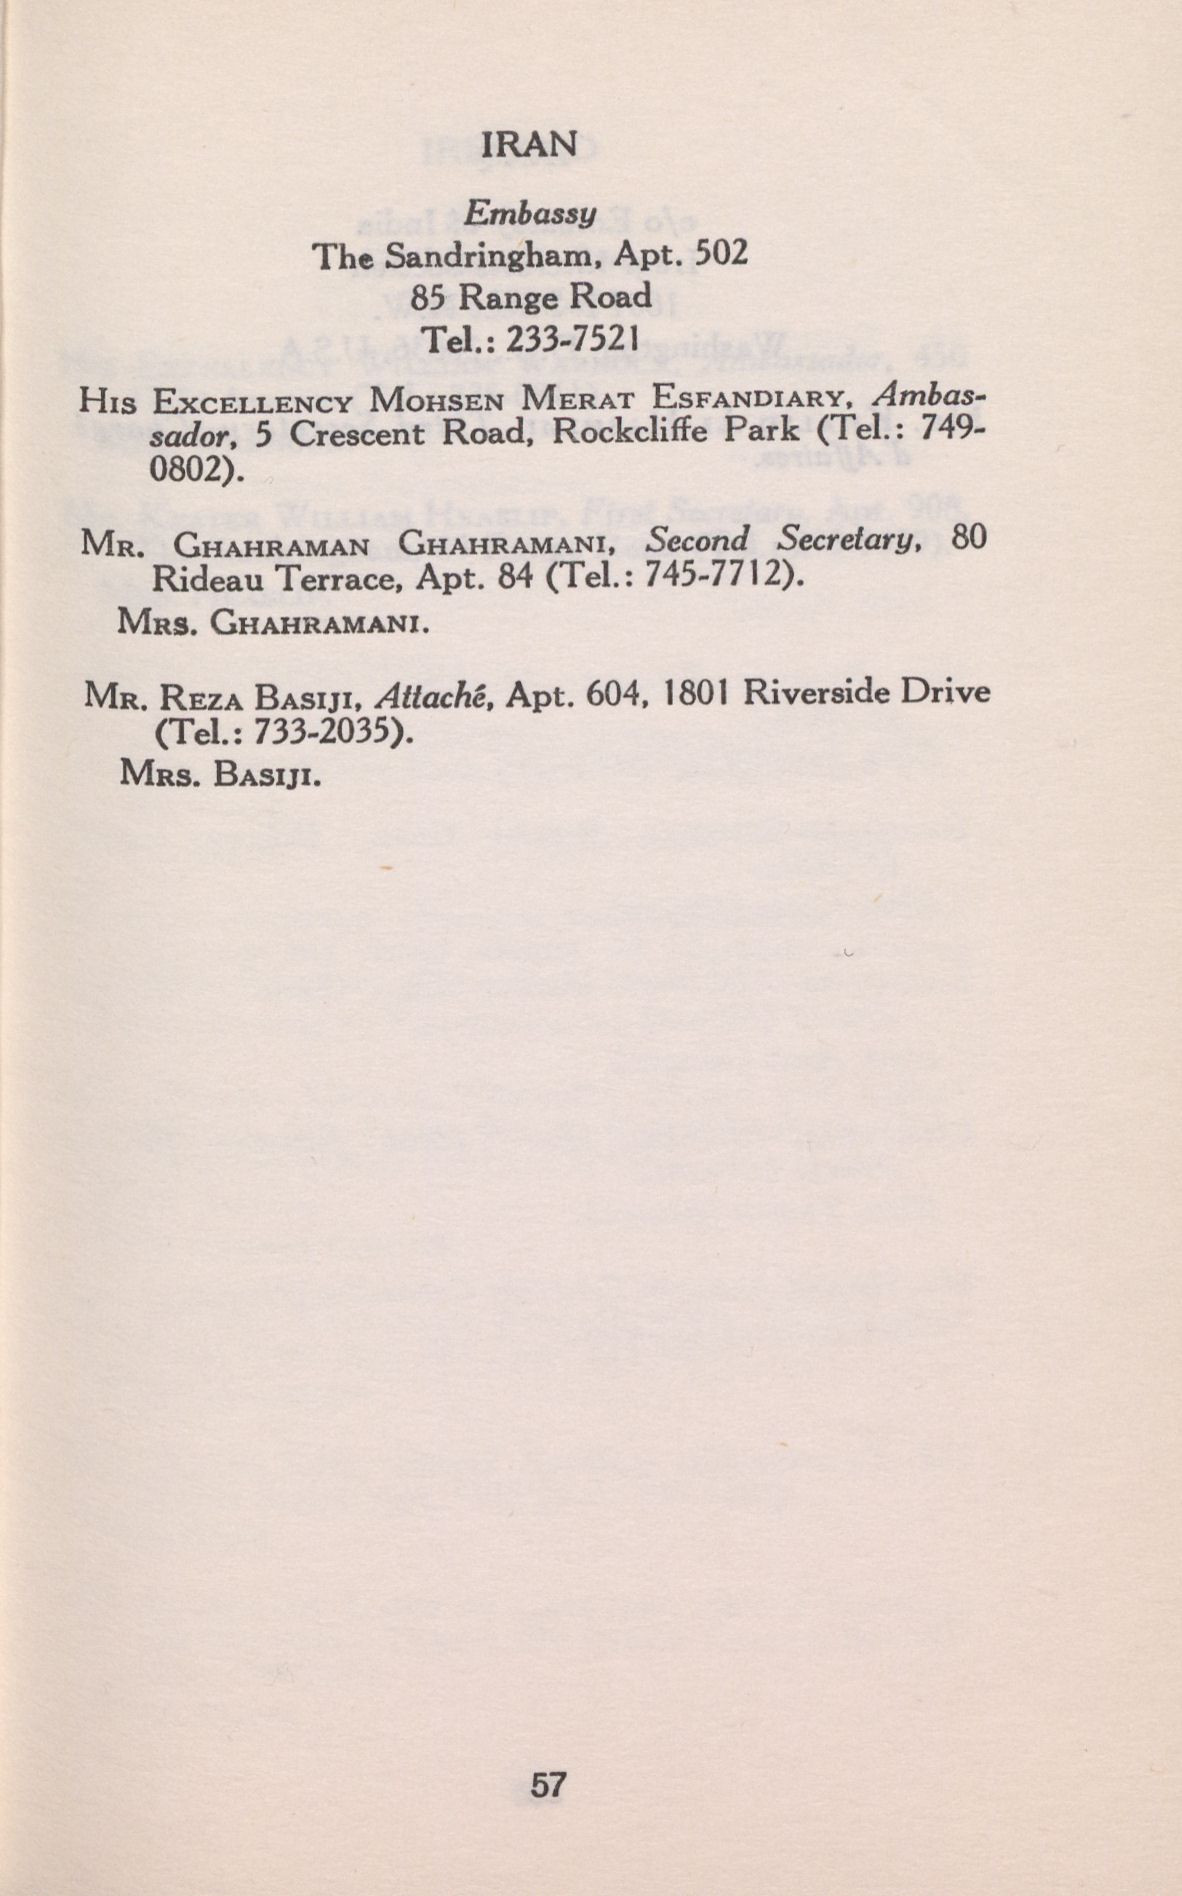 IRAN
Embassy
The Sandringham, Apt. 502
85 Range Road
Tel.: 233-7521
His Excellency Mohsen Merat Esfandiary, Ambas-
sador, 5 Crescent Road, Rockcliffe Park (Tel.: 749-
0802).
Mr. Ghahraman Ghahramani, Second Secretary, 80
Rideau Terrace, Apt. 84 (Tel.: 745-7712).
Mrs. Ghahramani.
Mr. Reza Basiji, Attaché, Apt. 604, 1801 Riverside Drive
(Tel.: 733-2035).
Mrs. Basiji.
57